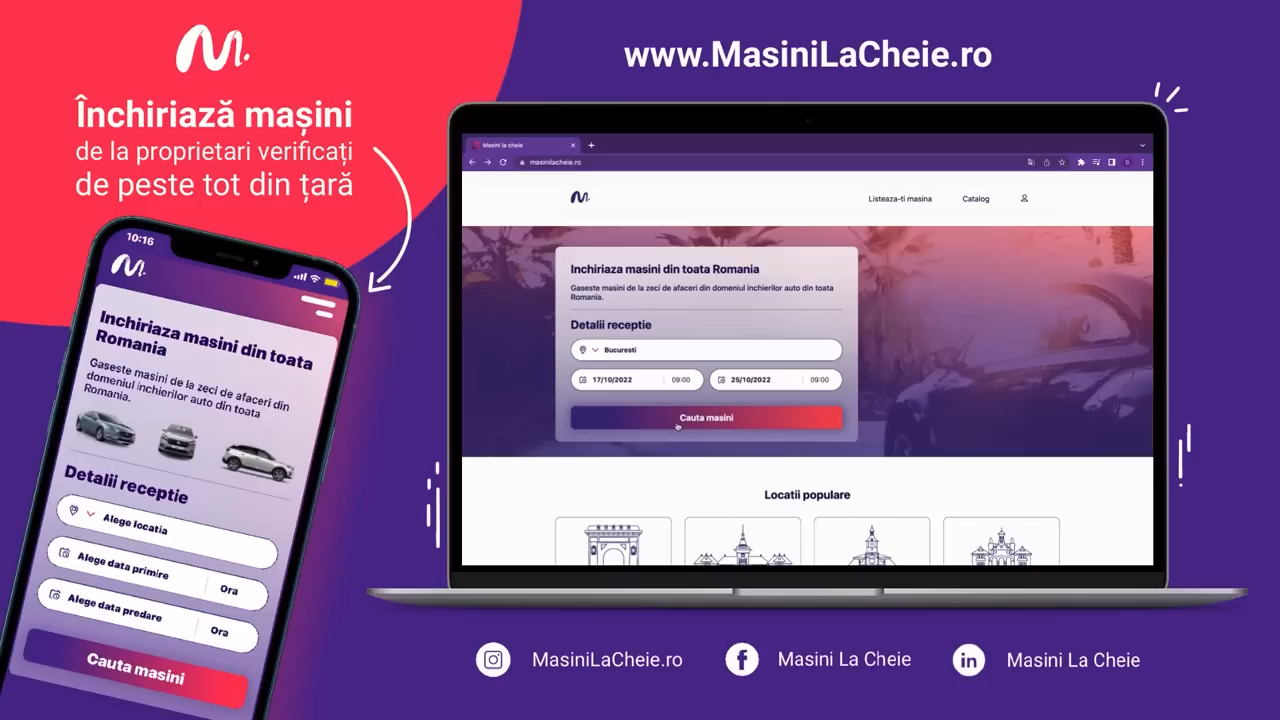 www.MasiniLaCheie.ro
Închiriază mașini
de la proprietari verificați
de peste tot din țară
10:16
Inchiriaza masini din toata
Romania
Gaseste masini de la zeci de afaceri din
domeniul inchierilor auto din toata
Romania.
Detalii receptie
Alege locatia
Alege data primire
Ora
Alege data predare
Ora
Cauta masini
Masini la cheie
masinilacheie.ro
Listeaza-ti masina
Catalog
Inchiriaza masini din toata Romania
Gaseste masini de la zeci de afaceri din domeniul inchierilor auto din toata
Romania.
Detalii receptie
Bucuresti
17/10/2022
09:00
25/10/2022
09:00
Cauta masini
Locatii populare
MasiniLaCheie.ro
Masini La Cheie
Masini La Cheie